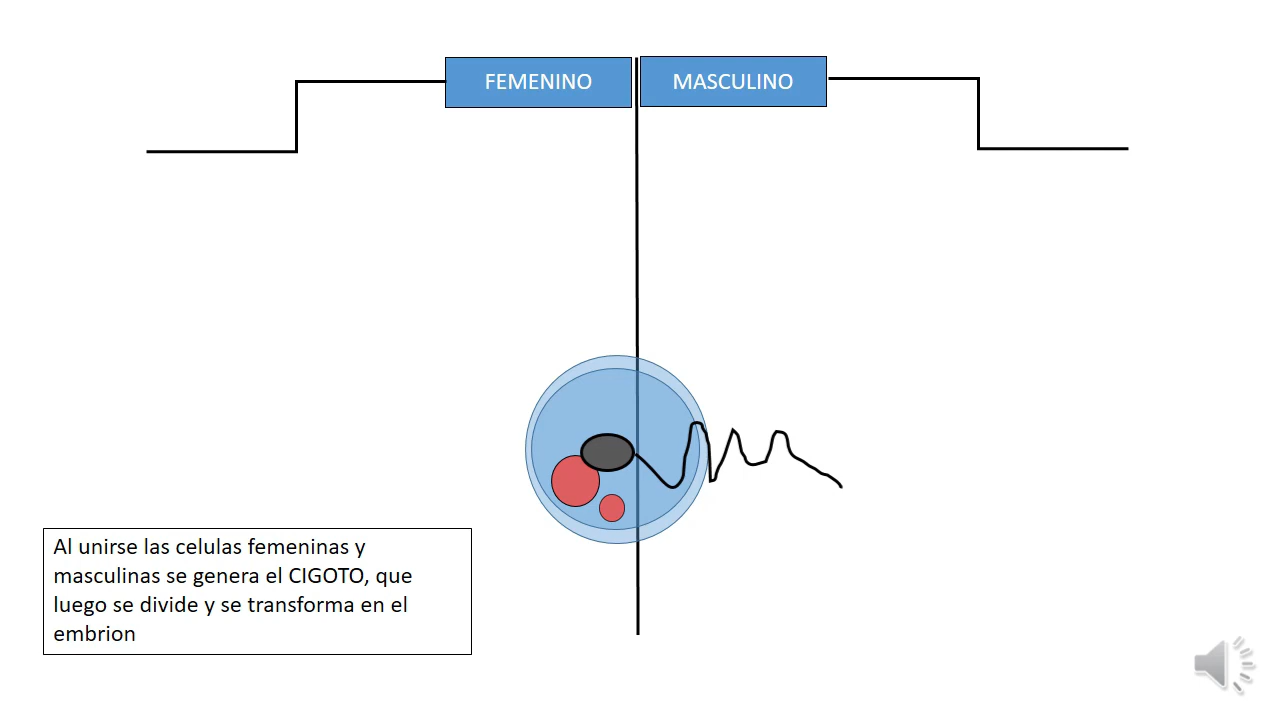 FEMENINO
MASCULINO
Al unirse las celulas femeninas y
masculinas se genera el CIGOTO, que
luego se divide y se transforma en el
embrion